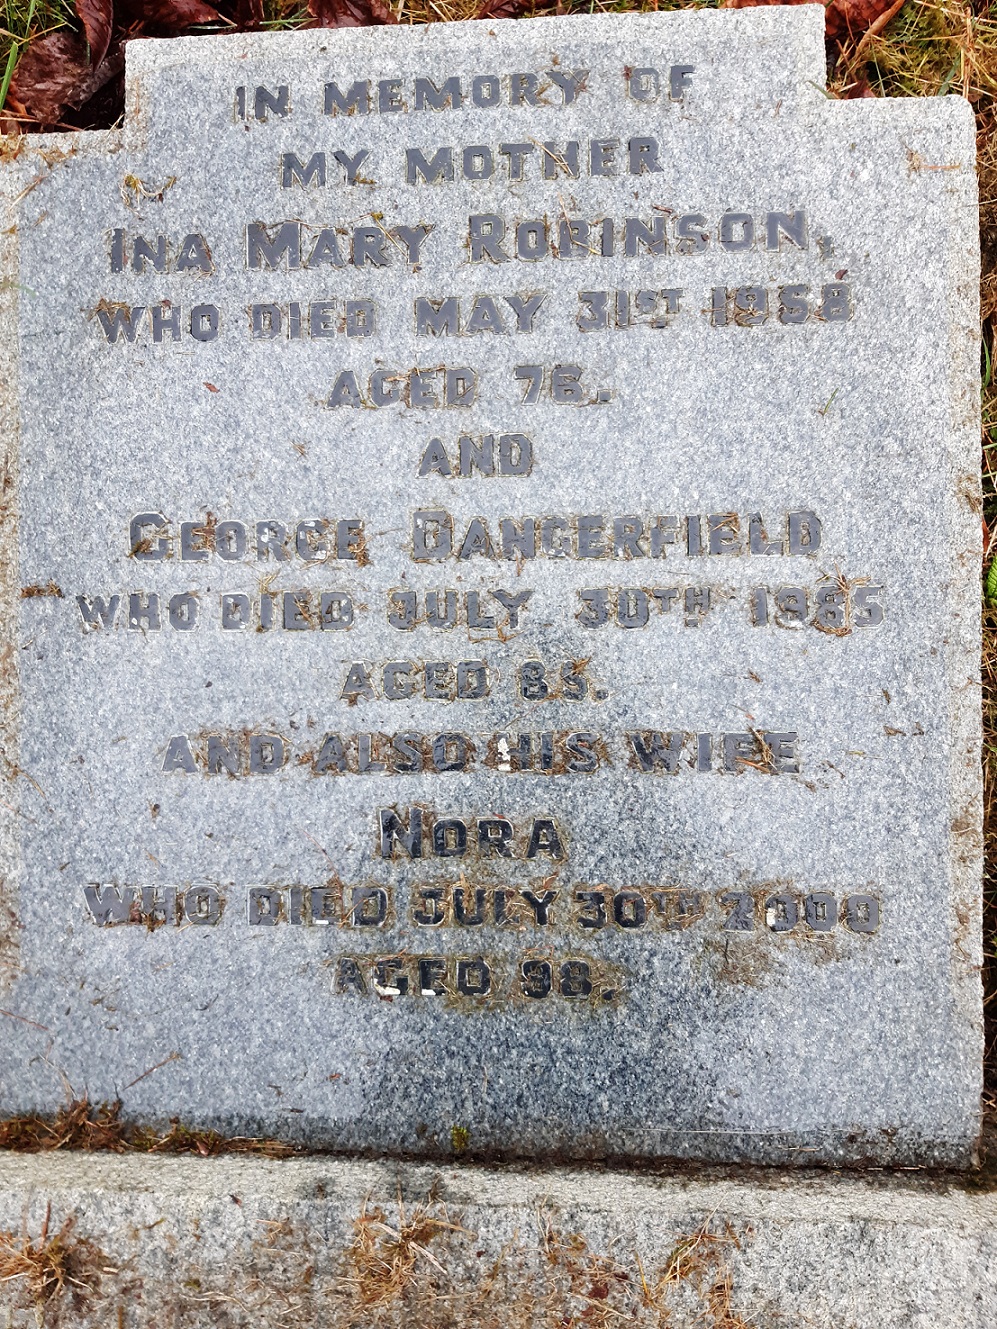 IN MEMORY OF
MY MOTHER
INA MARY ROBINSON,
WHO DIED MAY 31ST 1958
AGED 76.
AND
GEORGE DANGERFIELD
WHO DIED JULY 30TH 1985
AGED 85.
AND ALSO HIS WIFE
NORA
WHO DIED JULY 30TH 2000
AGED 98.